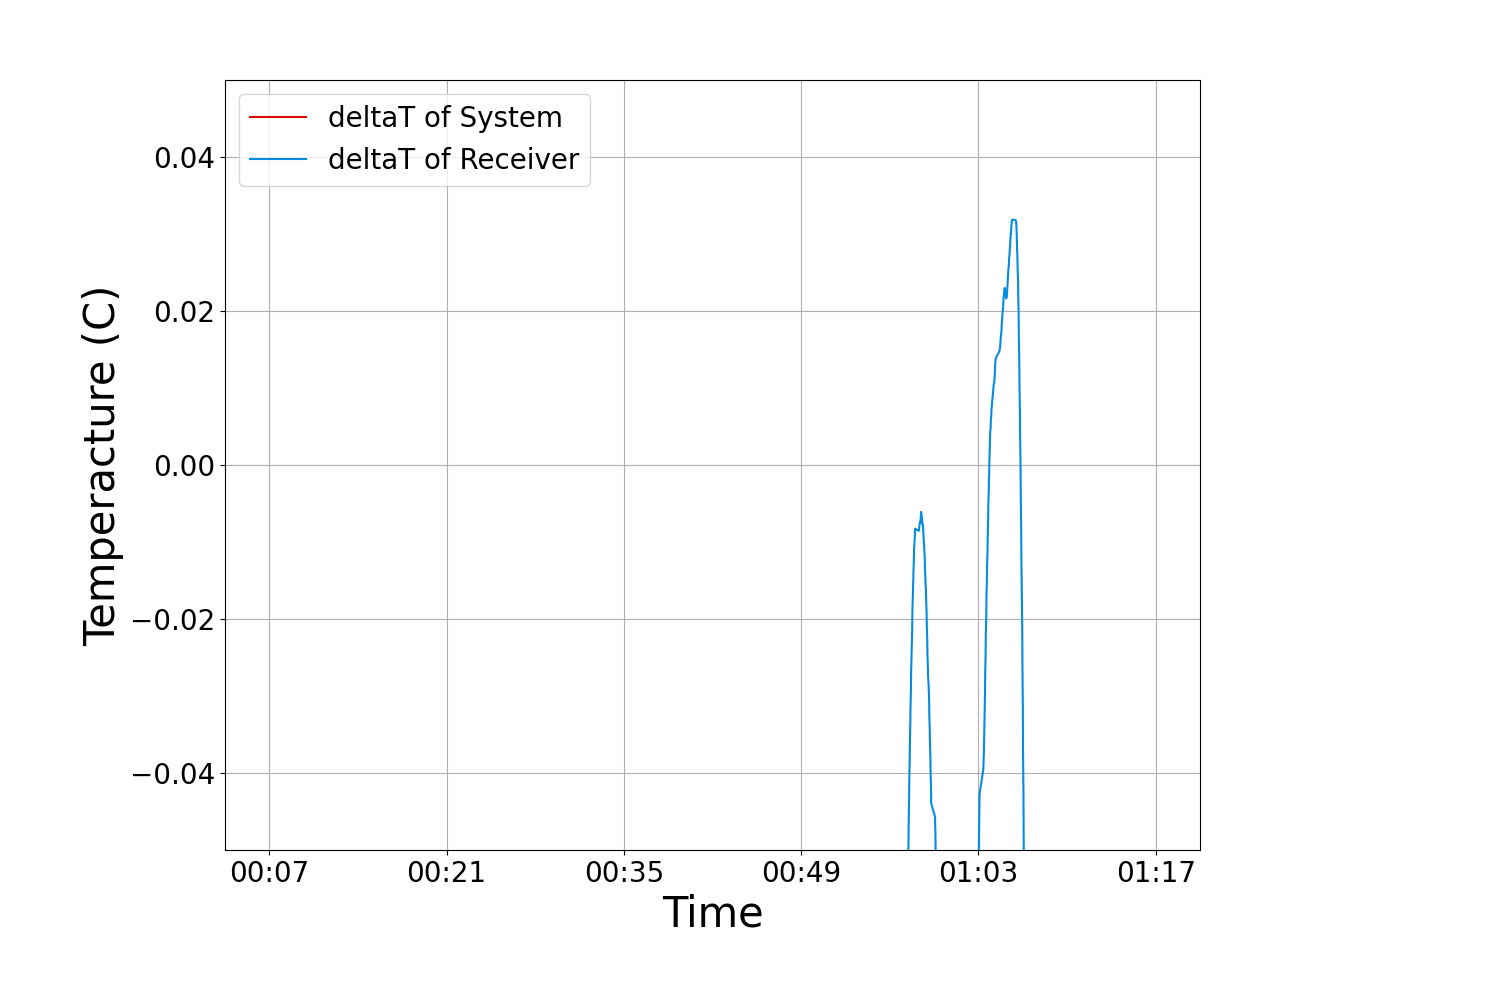 deltaT of System
deltaT of Receiver
0.04
0.02
0.00
−0.02
−0.04
Temperacture (C)
00:07 00:21 00:35 00:49 01:03 01:17
Time